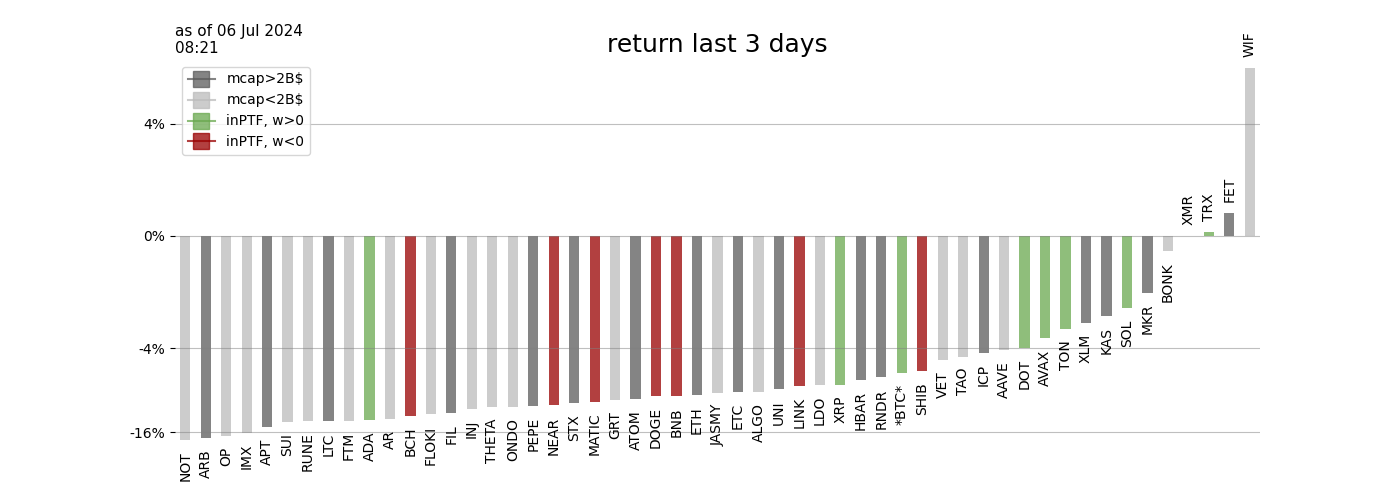 as of 06 Jul 2024
08:21
return last 3 days
mcap>2B$
mcap<2B$
inPTF, w>0
inPTF, w<0
4%
0%
-4%
-16%
NOT
ARB
OP
IMX
APT
SUI
RUNE
LTC
FTM
ADA
AR
BCH
FLOKI
FIL
INJ
THETA
ONDO
PEPE
NEAR
STX
MATIC
GRT
ATOM
DOGE
BNB
ETH
JASMY
ETC
ALGO
UNI
LINK
LDO
XRP
HBAR
RNDR
*BTC*
SHIB
VET
TAO
ICP
AAVE
DOT
AVAX
TON
XLM
KAS
SOL
MKR
BONK
XMR
TRX
FET
WIF